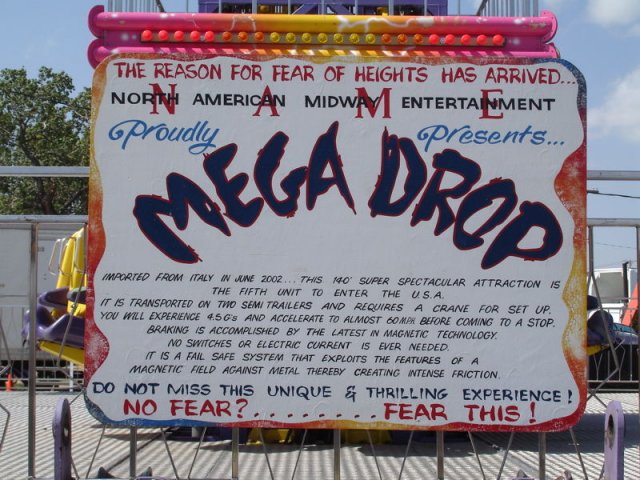 THE REASON FOR FEAR OF HEIGHTS HAS ARRIVED...
N A M E
NORTH AMERICAN MIDWAY ENTERTAINMENT
Proudly Presents...
MEGA DROP
IMPORTED FROM ITALY IN JUNE 2002... THIS 140' SUPER SPECTACULAR ATTRACTION IS
THE FIFTH UNIT TO ENTER THE U.S.A.
IT IS TRANSPORTED ON TWO SEMI TRAILERS AND REQUIRES A CRANE FOR SET UP.
YOU WILL EXPERIENCE 4.5 G'S AND ACCELERATE TO ALMOST 60 MPH BEFORE COMING TO A STOP.
BRAKING IS ACCOMPLISHED BY THE LATEST IN MAGNETIC TECHNOLOGY.
NO SWITCHES OR ELECTRIC CURRENT IS EVER NEEDED.
IT IS A FAIL SAFE SYSTEM THAT EXPLOITS THE FEATURES OF A
MAGNETIC FIELD AGAINST METAL THEREBY CREATING INTENSE FRICTION.
DO NOT MISS THIS UNIQUE & THRILLING EXPERIENCE!
NO FEAR?......... FEAR THIS!